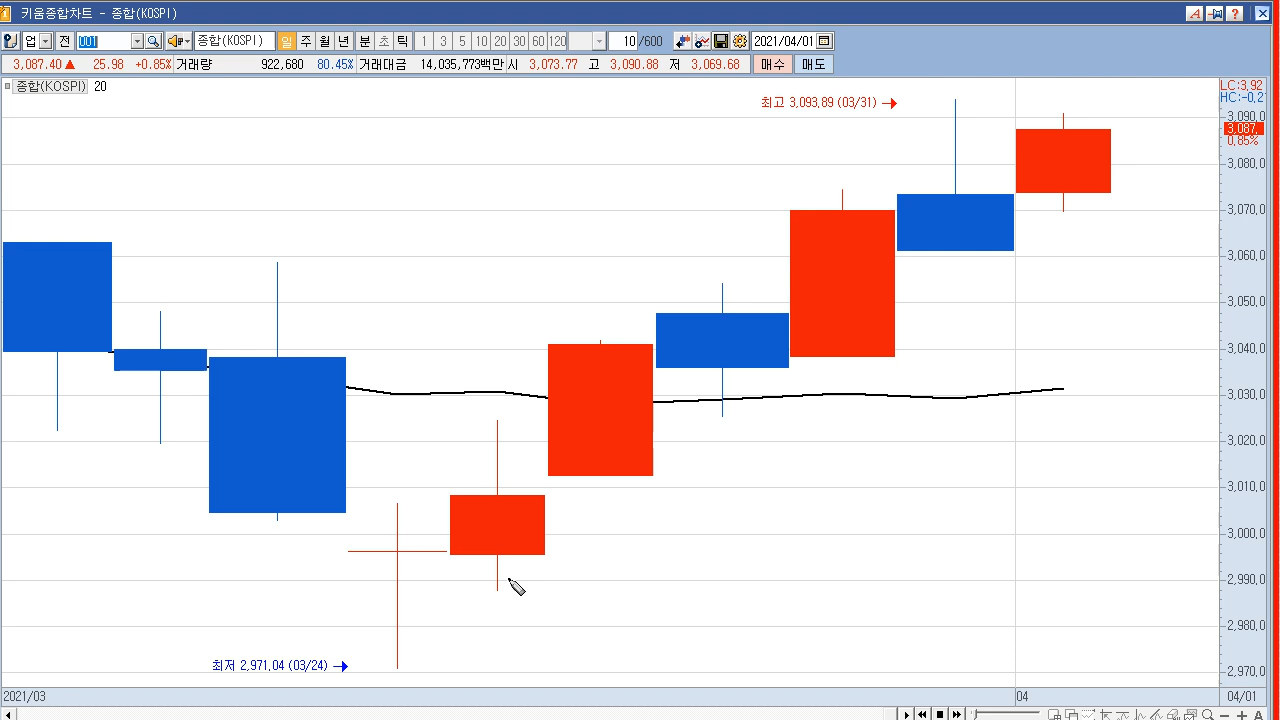 키움종합차트 - 종합(KOSPI)
A ?
업 전 001 종합(KOSPI) 일 주 월 년 분 초 틱 1 3 5 10 20 30 60 120 10 /600 2021/04/01
3,087.40 ▲ 25.98 +0.85% 거래량 922,680 80.45% 거래대금 14,035,773백만 시 3,073.77 고 3,090.88 저 3,069.68 매수 매도
종합(KOSPI) 20
LC:3,92
HC:-0,2
최고 3,093,89 (03/31) →
3,090,0
3,087,
0,85%
3,080,0
3,070,0
3,060,0
3,050,0
3,040,0
3,030,0
3,020,0
3,010,0
3,000,0
2,990,0
2,980,0
최저 2,971,04 (03/24) →
2,970,0
2021/03 04 04/01
A